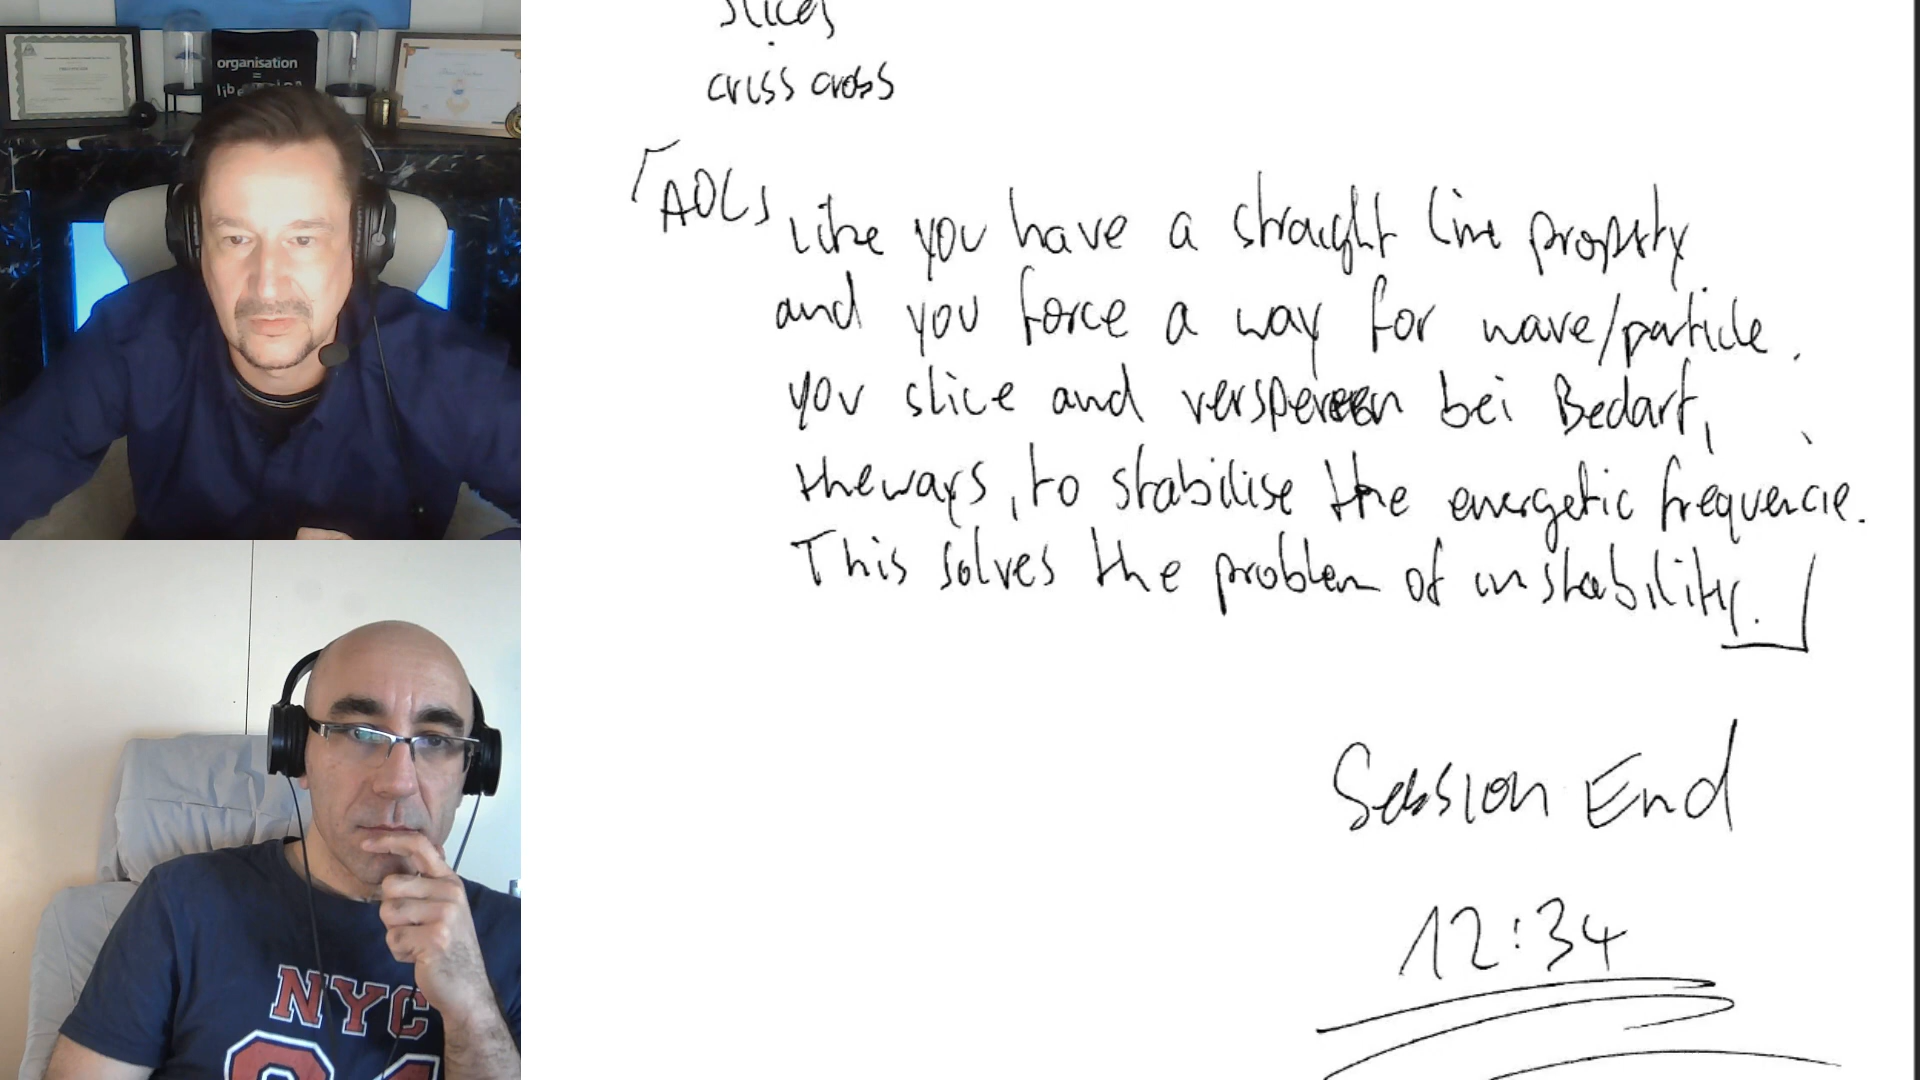 organisation
=
slices
criss cross
AOLs
Like you have a straight line property
and you force a way for wave/particle.
you slice and versperren bei Bedarf,
the ways, to stabilise the energetic frequencie.
This solves the problem of instability.
Session End
12:34
NYC